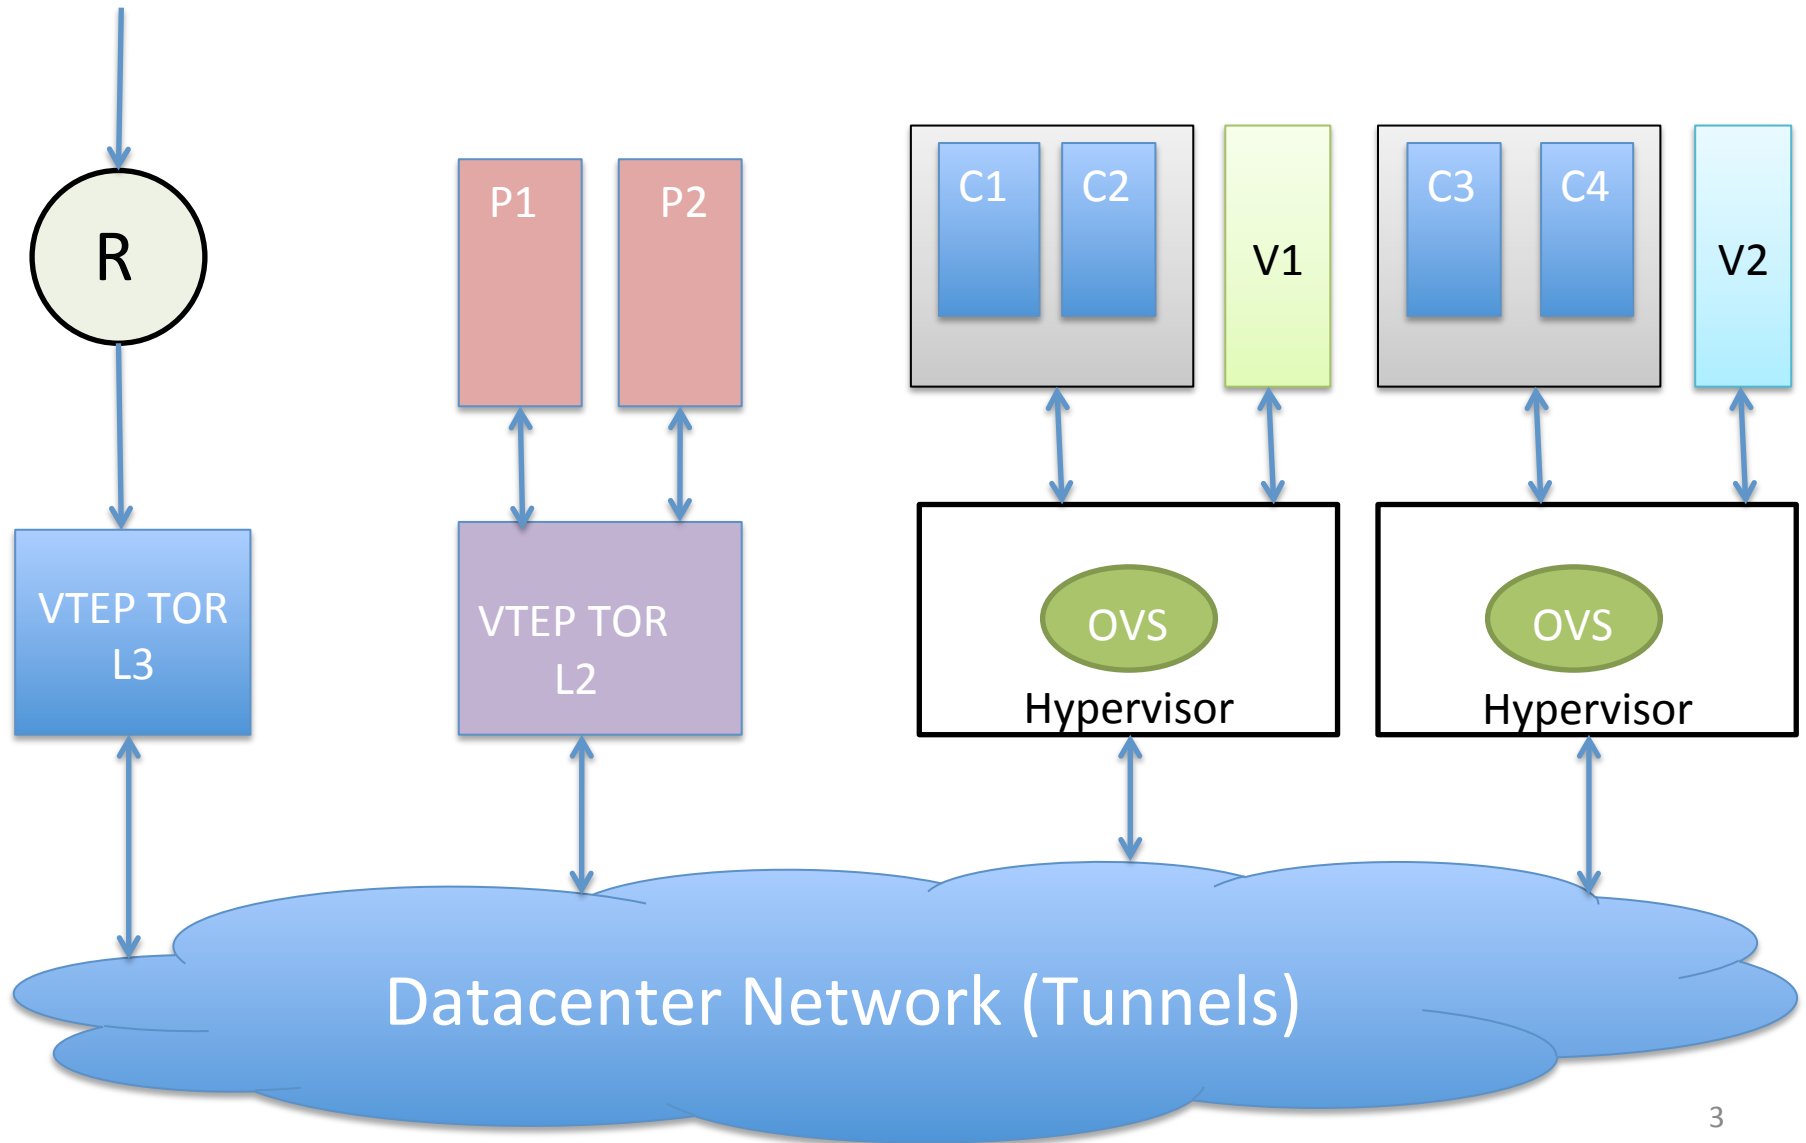 R
P1
P2
C1
C2
V1
C3
C4
V2
VTEP TOR
L3
VTEP TOR
L2
OVS
Hypervisor
OVS
Hypervisor
Datacenter Network (Tunnels)
3